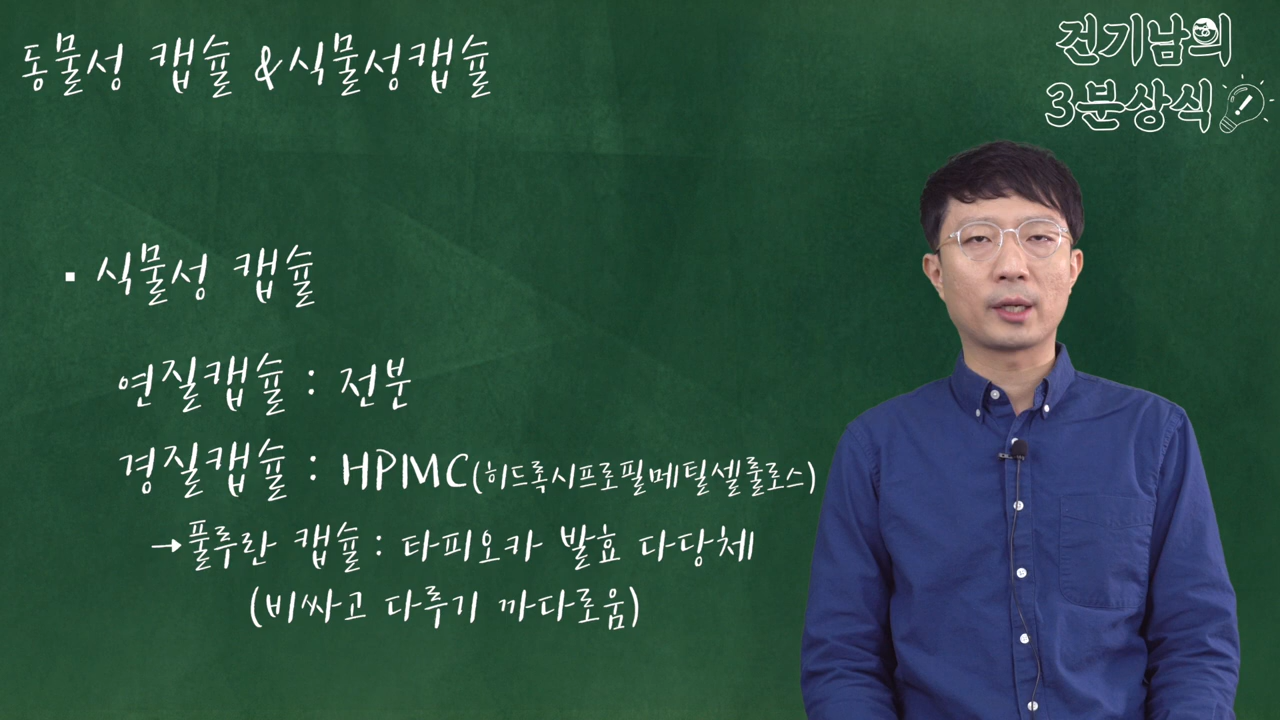 동물성 캡슐 &식물성캡슐
건기남의
3분상식
▪ 식물성 캡슐
연질캡슐 : 전분
경질캡슐 : HPMC(히드록시프로필메틸셀룰로스)
→풀루란 캡슐 : 타피오카 발효 다당체
(비싸고 다루기 까다로움)